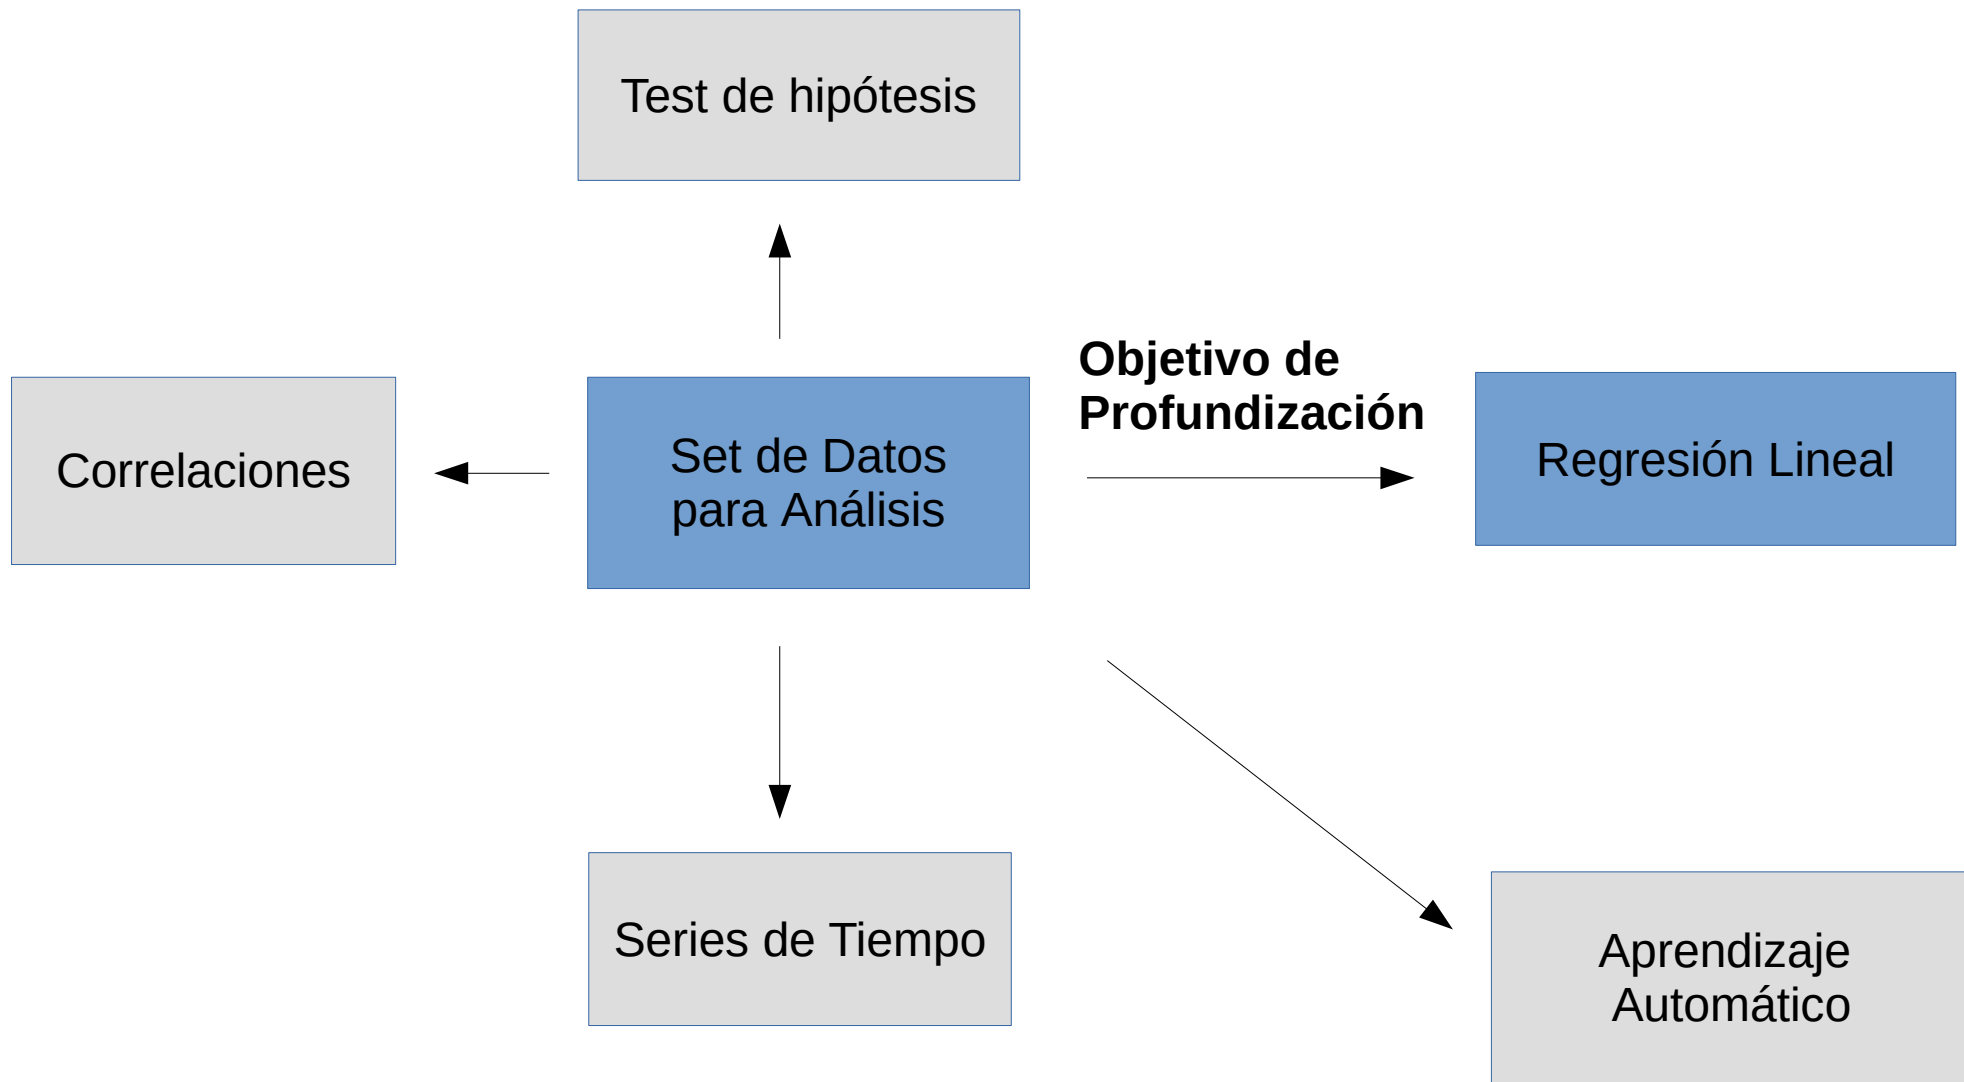 Test de hipótesis
Objetivo de
Profundización
Correlaciones
Set de Datos
para Análisis
Regresión Lineal
Series de Tiempo
Aprendizaje
Automático